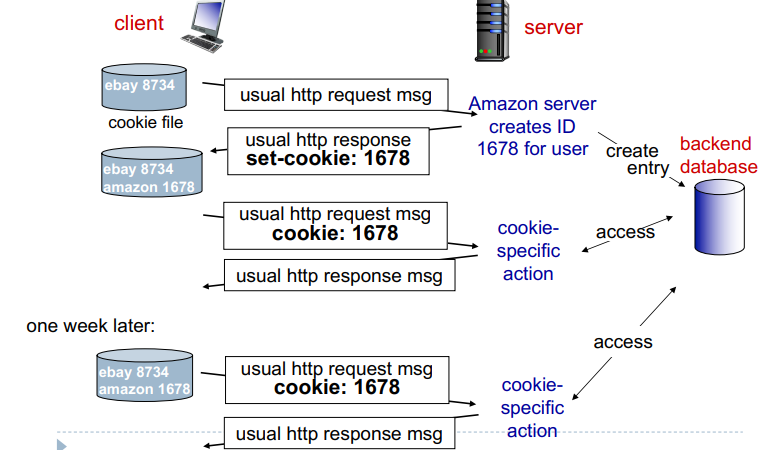 client
server
ebay 8734
usual http request msg
cookie file
Amazon server
creates ID
1678 for user
usual http response
set-cookie: 1678
create
entry
backend
database
ebay 8734
amazon 1678
usual http request msg
cookie: 1678
cookie-
specific
action
access
usual http response msg
one week later:
access
ebay 8734
amazon 1678
usual http request msg
cookie: 1678
cookie-
specific
action
usual http response msg